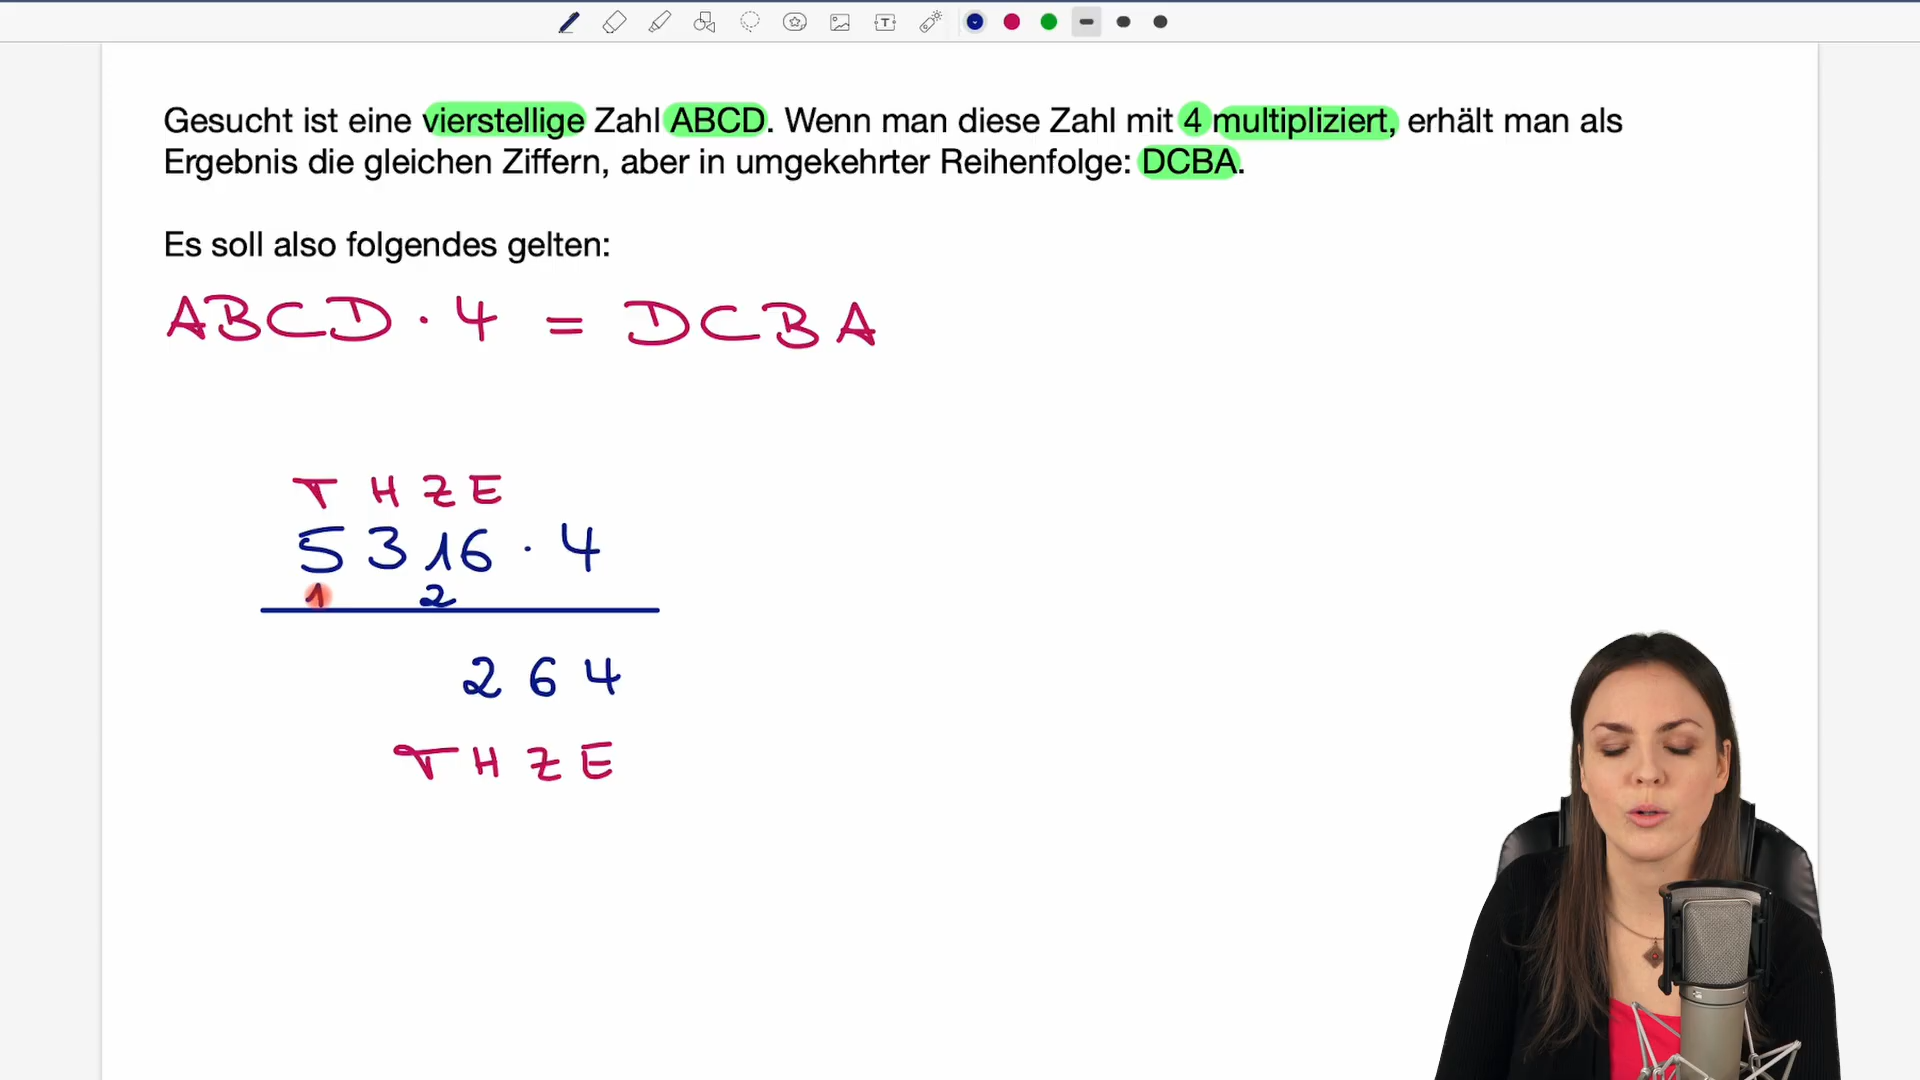 Gesucht ist eine vierstellige Zahl ABCD. Wenn man diese Zahl mit 4 multipliziert, erhält man als
Ergebnis die gleichen Ziffern, aber in umgekehrter Reihenfolge: DCBA.
Es soll also folgendes gelten:
ABCD · 4 = DCBA
T H Z E
5316 · 4
1 2
264
T H Z E